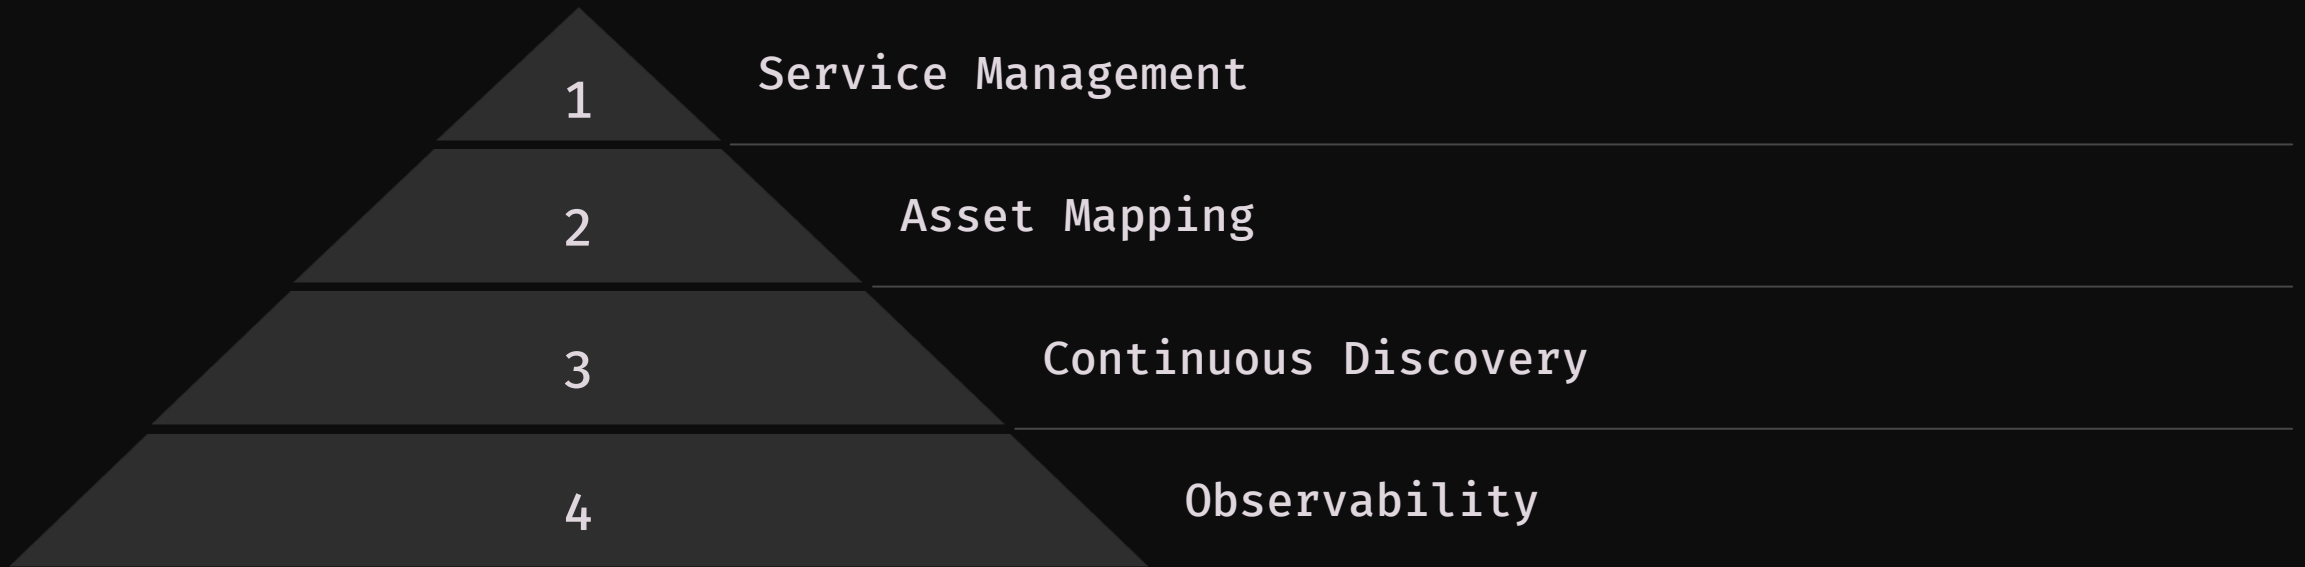 1 Service Management
2 Asset Mapping
3 Continuous Discovery
4 Observability